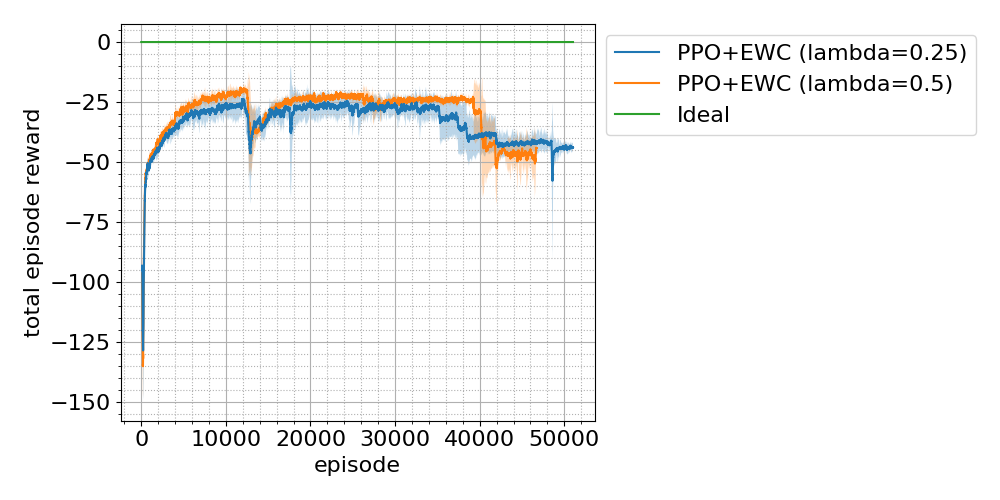 0
−25
−50
−75
−100
−125
−150
total episode reward
0
10000
20000
30000
40000
50000
episode
PPO+EWC (lambda=0.25)
PPO+EWC (lambda=0.5)
Ideal